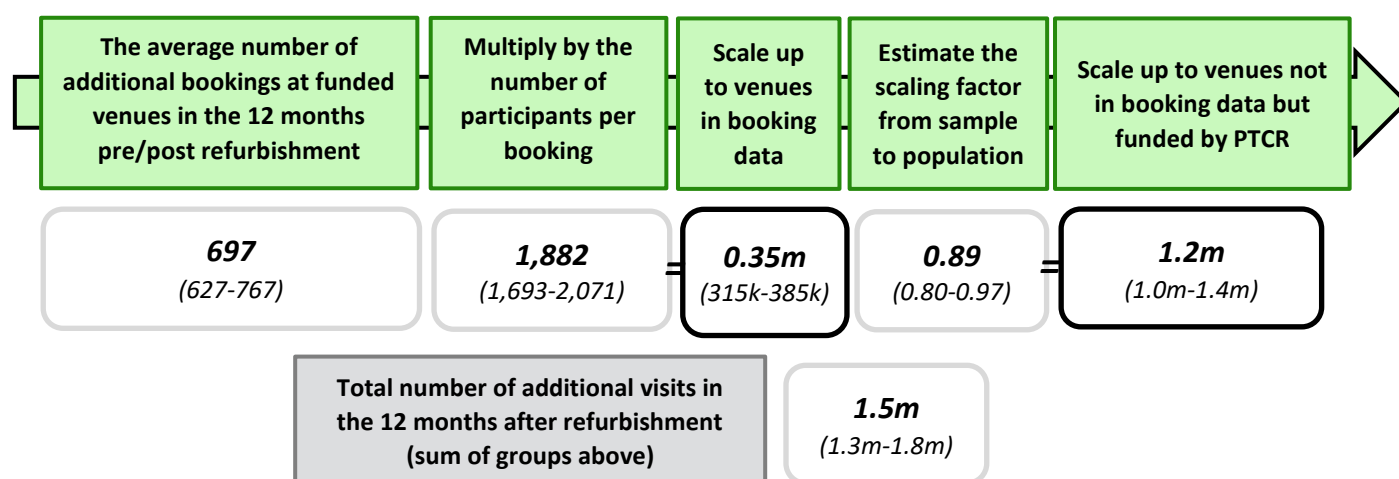 The average number of
additional bookings at funded
venues in the 12 months
pre/post refurbishment
Multiply by the
number of
participants per
booking
Scale up
to venues
in booking
data
Estimate the
scaling factor
from sample
to population
Scale up to venues not
in booking data but
funded by PTCR
697
(627-767)
1,882
(1,693-2,071)
=
0.35m
(315k-385k)
0.89
(0.80-0.97)
=
1.2m
(1.0m-1.4m)
Total number of additional visits in
the 12 months after refurbishment
(sum of groups above)
1.5m
(1.3m-1.8m)